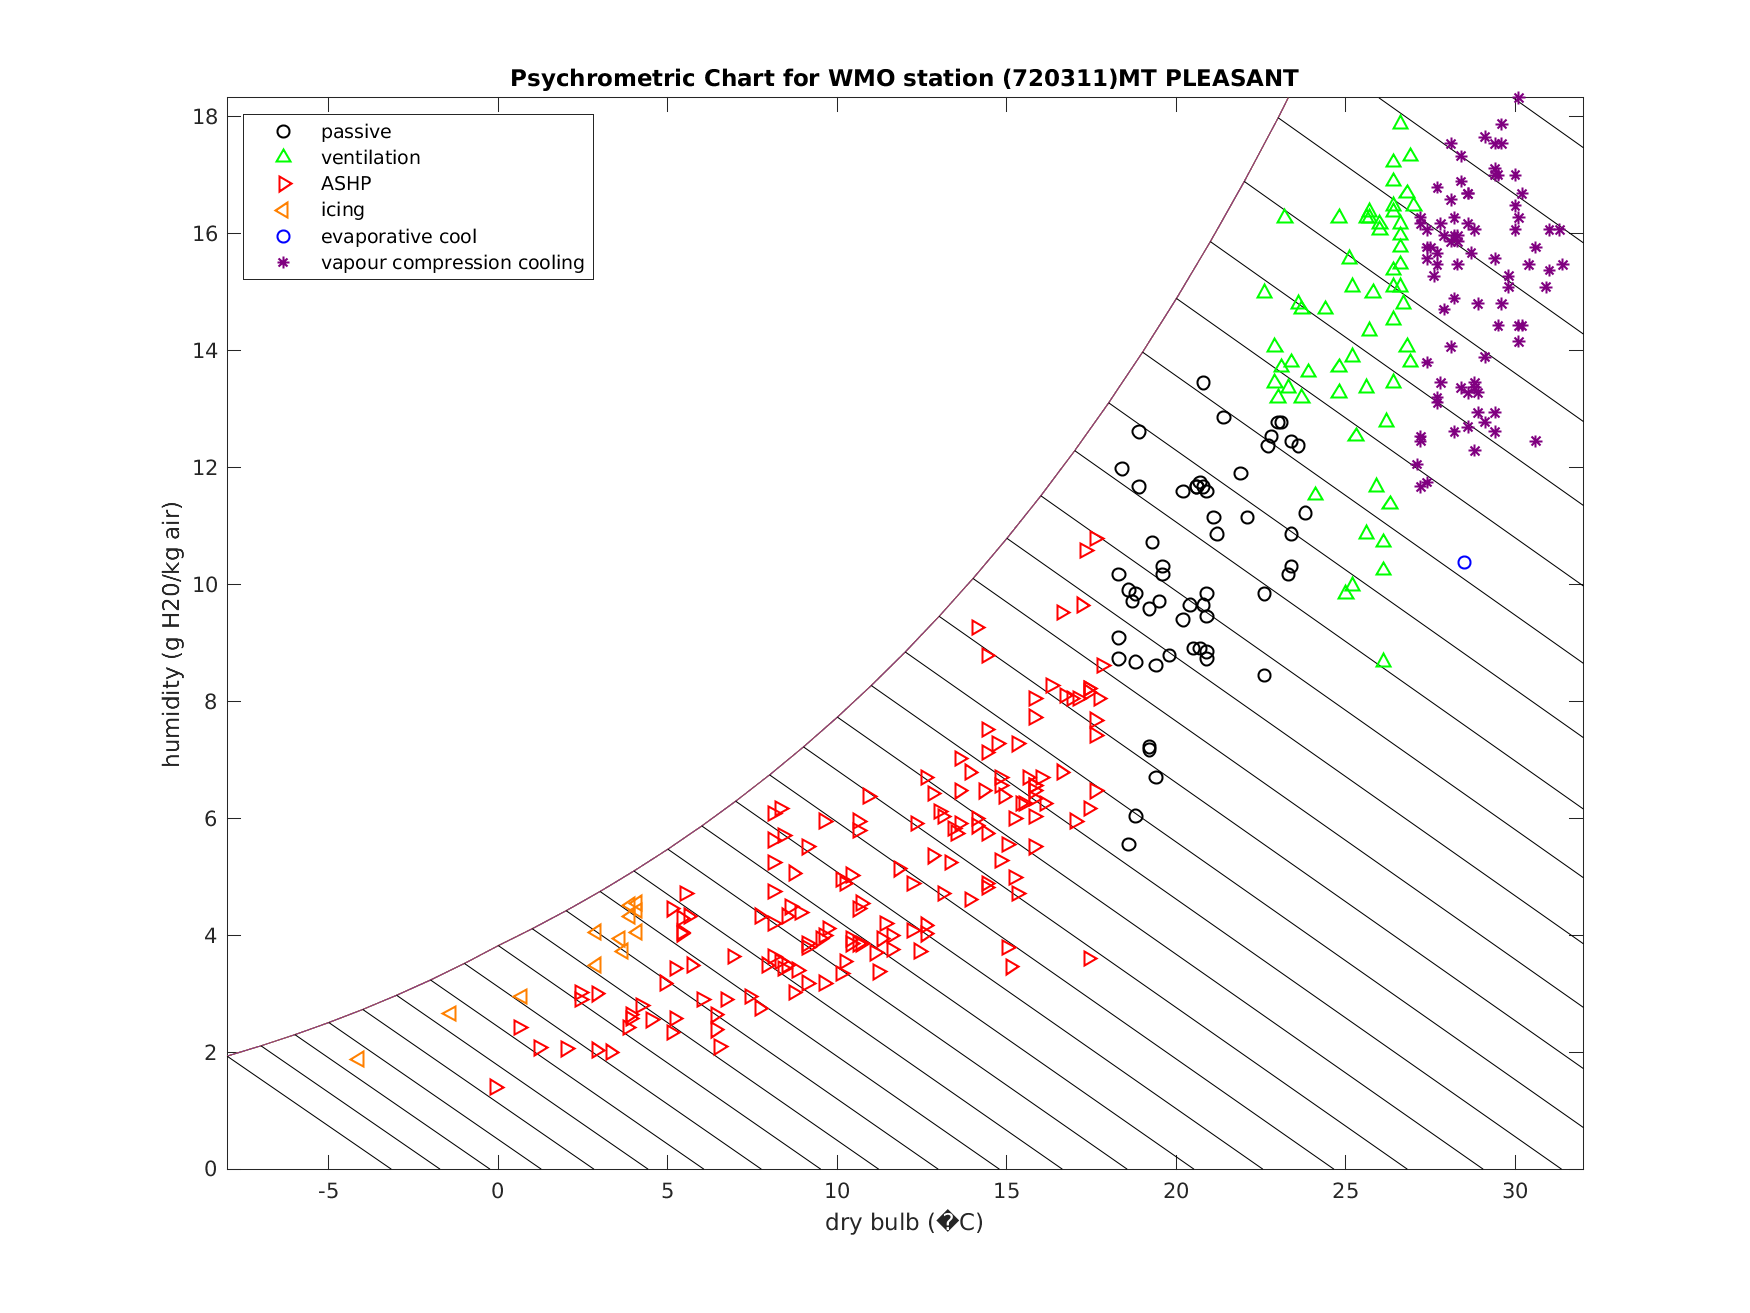 Psychrometric Chart for WMO station (720311)MT PLEASANT
passive
ventilation
ASHP
icing
evaporative cool
vapour compression cooling
humidity (g H20/kg air)
18
16
14
12
10
8
6
4
2
0
-5 0 5 10 15 20 25 30
dry bulb (�C)